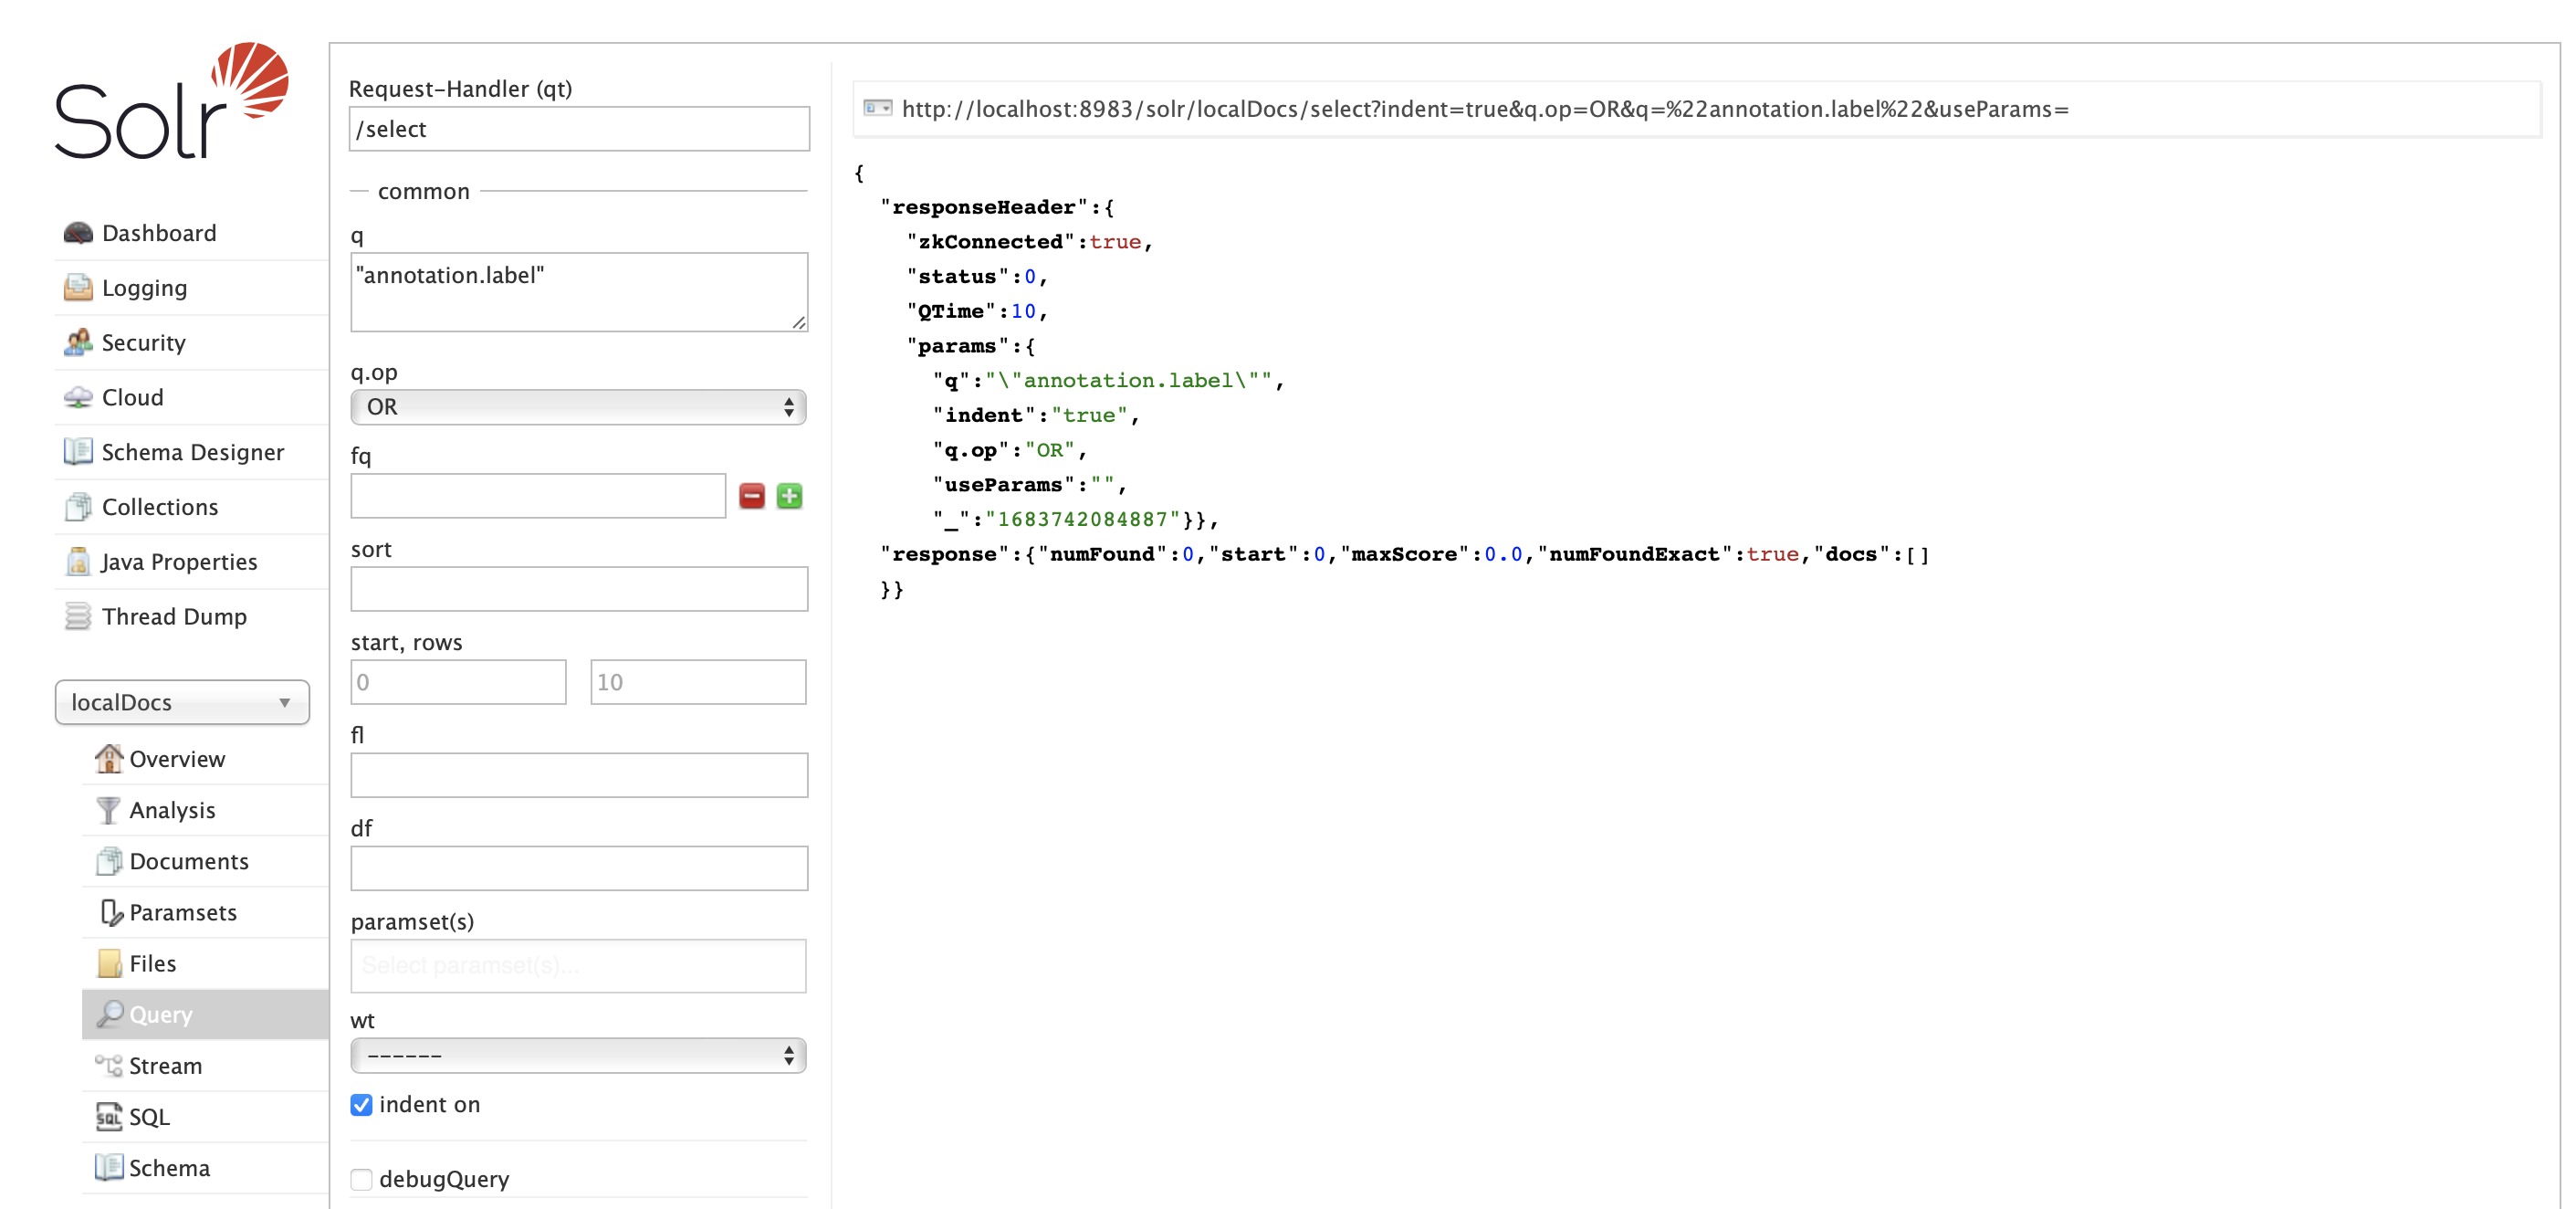 Solr
Dashboard
Logging
Security
Cloud
Schema Designer
Collections
Java Properties
Thread Dump
localDocs
Overview
Analysis
Documents
Paramsets
Files
Query
Stream
SQL
Schema
Request-Handler (qt)
/select
common
q
"annotation.label"
q.op
OR
fq
sort
start, rows
0 10
fl
df
paramset(s)
Select paramset(s)...
wt
------
indent on
debugQuery
http://localhost:8983/solr/localDocs/select?indent=true&q.op=OR&q=%22annotation.label%22&useParams=
{
"responseHeader":{
"zkConnected":true,
"status":0,
"QTime":10,
"params":{
"q":"\"annotation.label\"",
"indent":"true",
"q.op":"OR",
"useParams":"",
"_":"1683742084887"}},
"response":{"numFound":0,"start":0,"maxScore":0.0,"numFoundExact":true,"docs":[]
}}